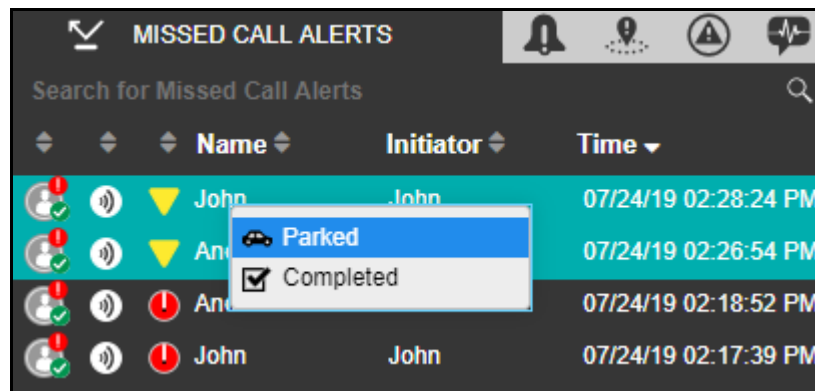 MISSED CALL ALERTS
Search for Missed Call Alerts
Name Initiator Time
John John 07/24/19 02:28:24 PM
Parked
07/24/19 02:26:54 PM
Completed
07/24/19 02:18:52 PM
John John 07/24/19 02:17:39 PM